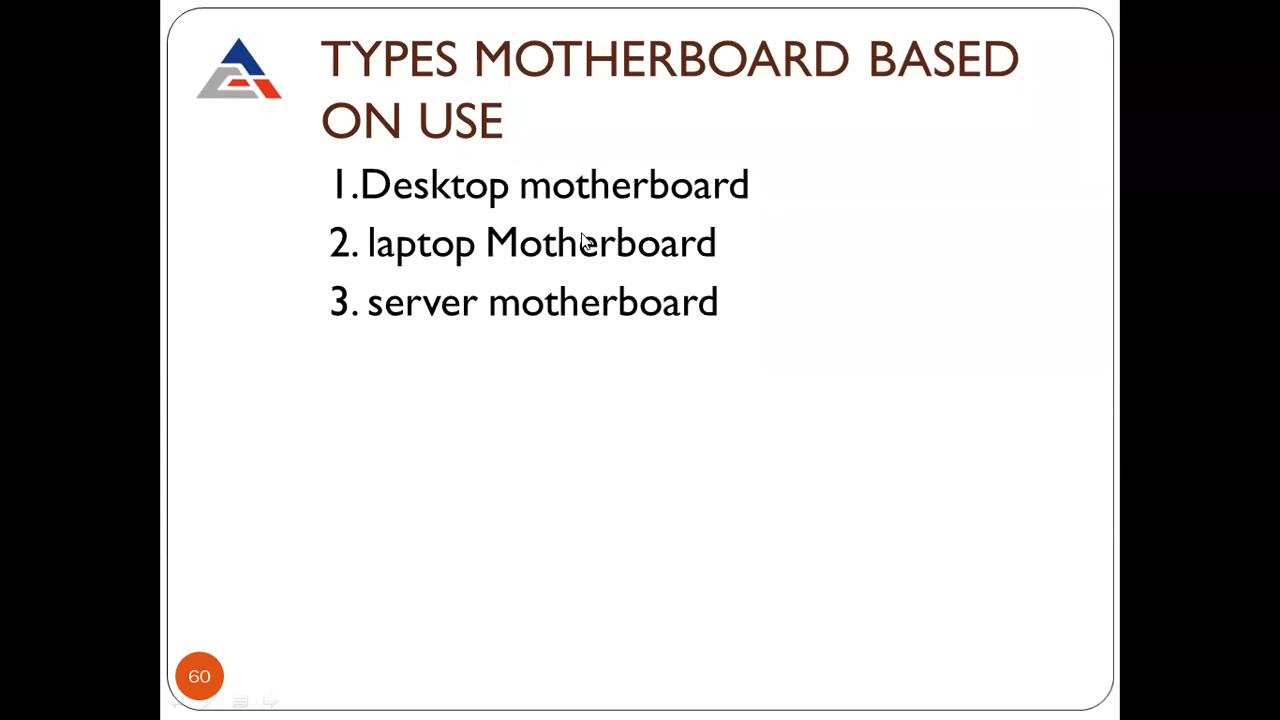 TYPES MOTHERBOARD BASED
ON USE
1.Desktop motherboard
2. laptop Motherboard
3. server motherboard
60